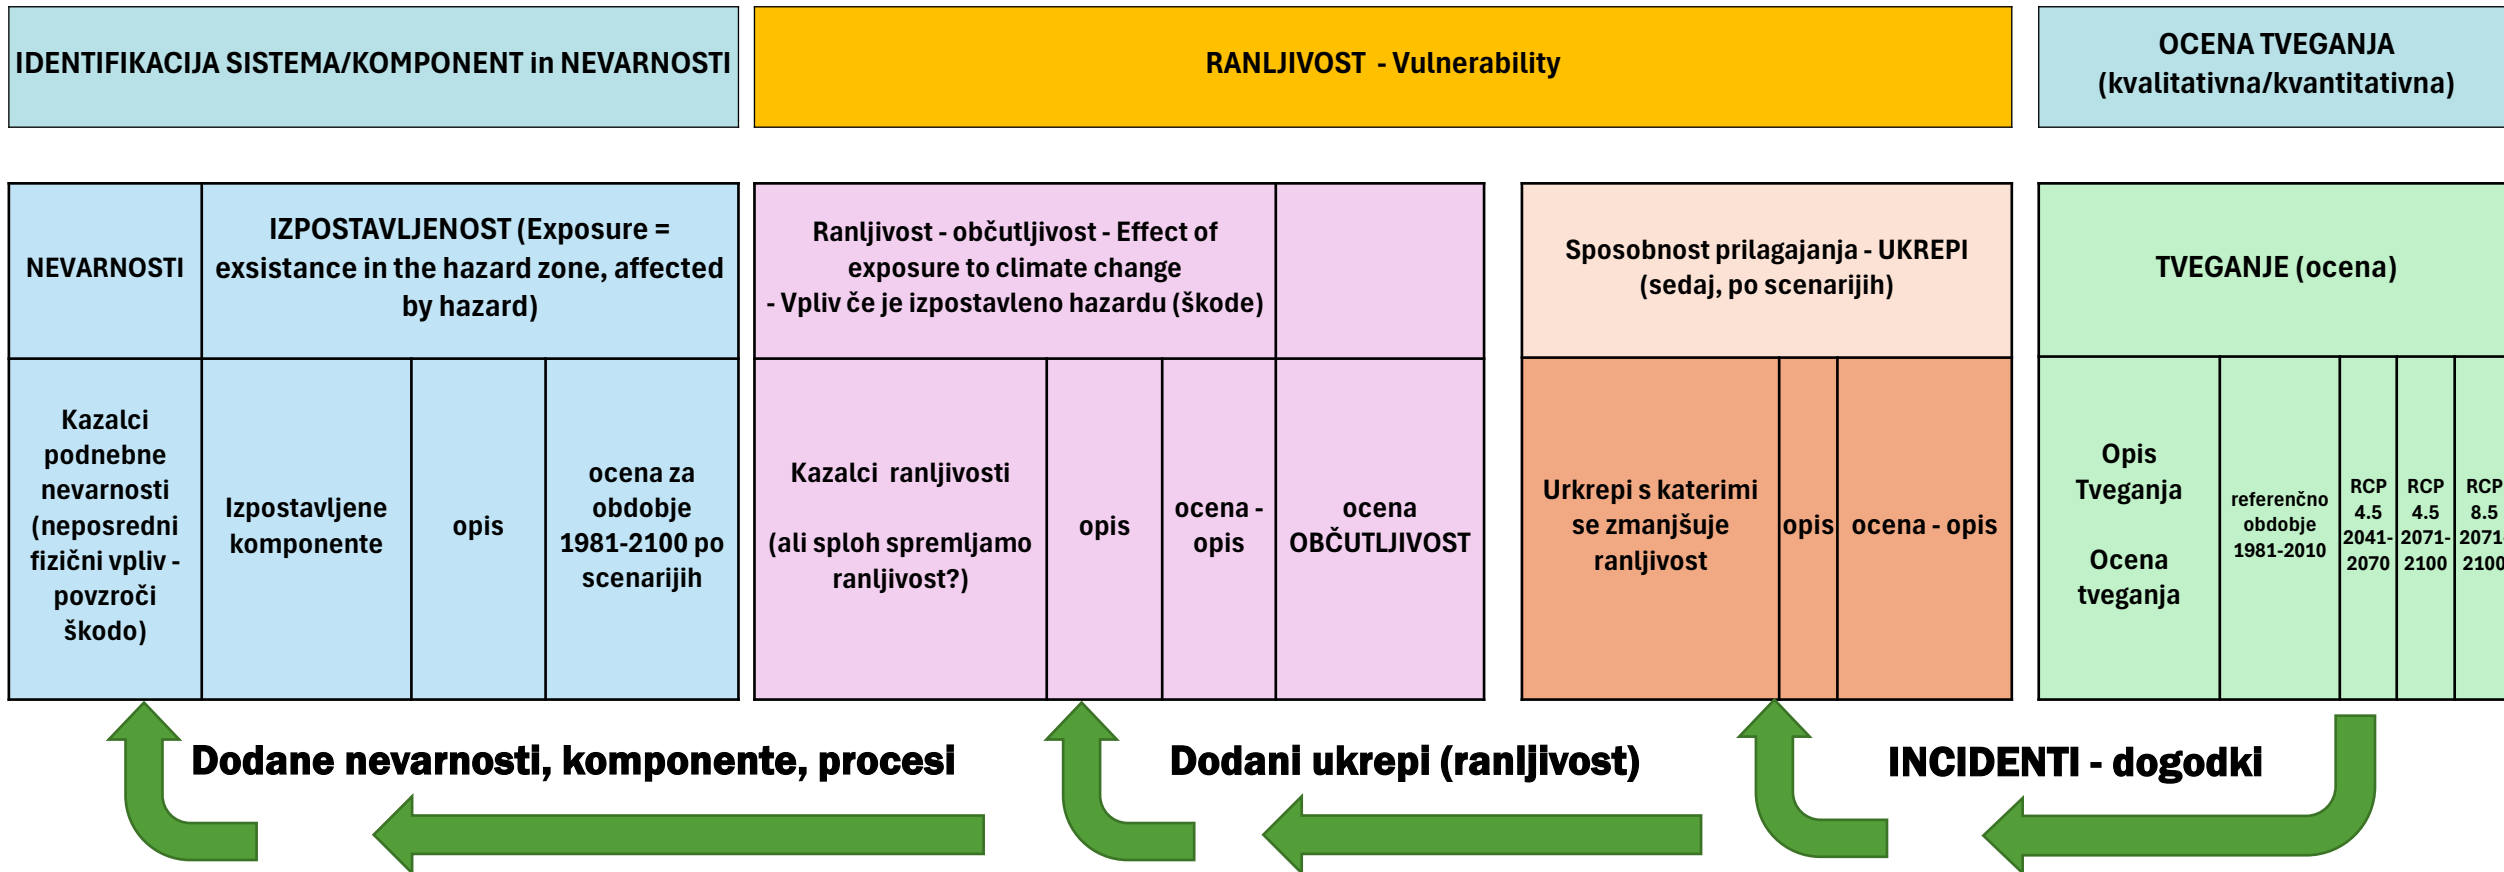 IDENTIFIKACIJA SISTEMA/KOMPONENT in NEVARNOSTI
RANLJIVOST - Vulnerability
OCENA TVEGANJA
(kvalitativna/kvantitativna)
NEVARNOSTI
IZPOSTAVLJENOST (Exposure =
exsistance in the hazard zone, affected
by hazard)
Ranljivost - občutljivost - Effect of
exposure to climate change
- Vpliv če je izpostavleno hazardu (škode)
Sposobnost prilagajanja - UKREPI
(sedaj, po scenarijih)
TVEGANJE (ocena)
Kazalci
podnebne
nevarnosti
(neposredni
fizični vpliv -
povzroči
škodo)
Izpostavljene
komponente
opis
ocena za
obdobje
1981-2100 po
scenarijih
Kazalci ranljivosti
(ali sploh spremljamo
ranljivost?)
opis
ocena -
opis
ocena
OBČUTLJIVOST
Urkrepi s katerimi
se zmanjšuje
ranljivost
opis
ocena - opis
Opis
Tveganja
Ocena
tveganja
referenčno
obdobje
1981-2010
RCP
4.5
2041-
2070
RCP
4.5
2071-
2100
RCP
8.5
2071-
2100
Dodane nevarnosti, komponente, procesi
Dodani ukrepi (ranljivost)
INCIDENTI - dogodki